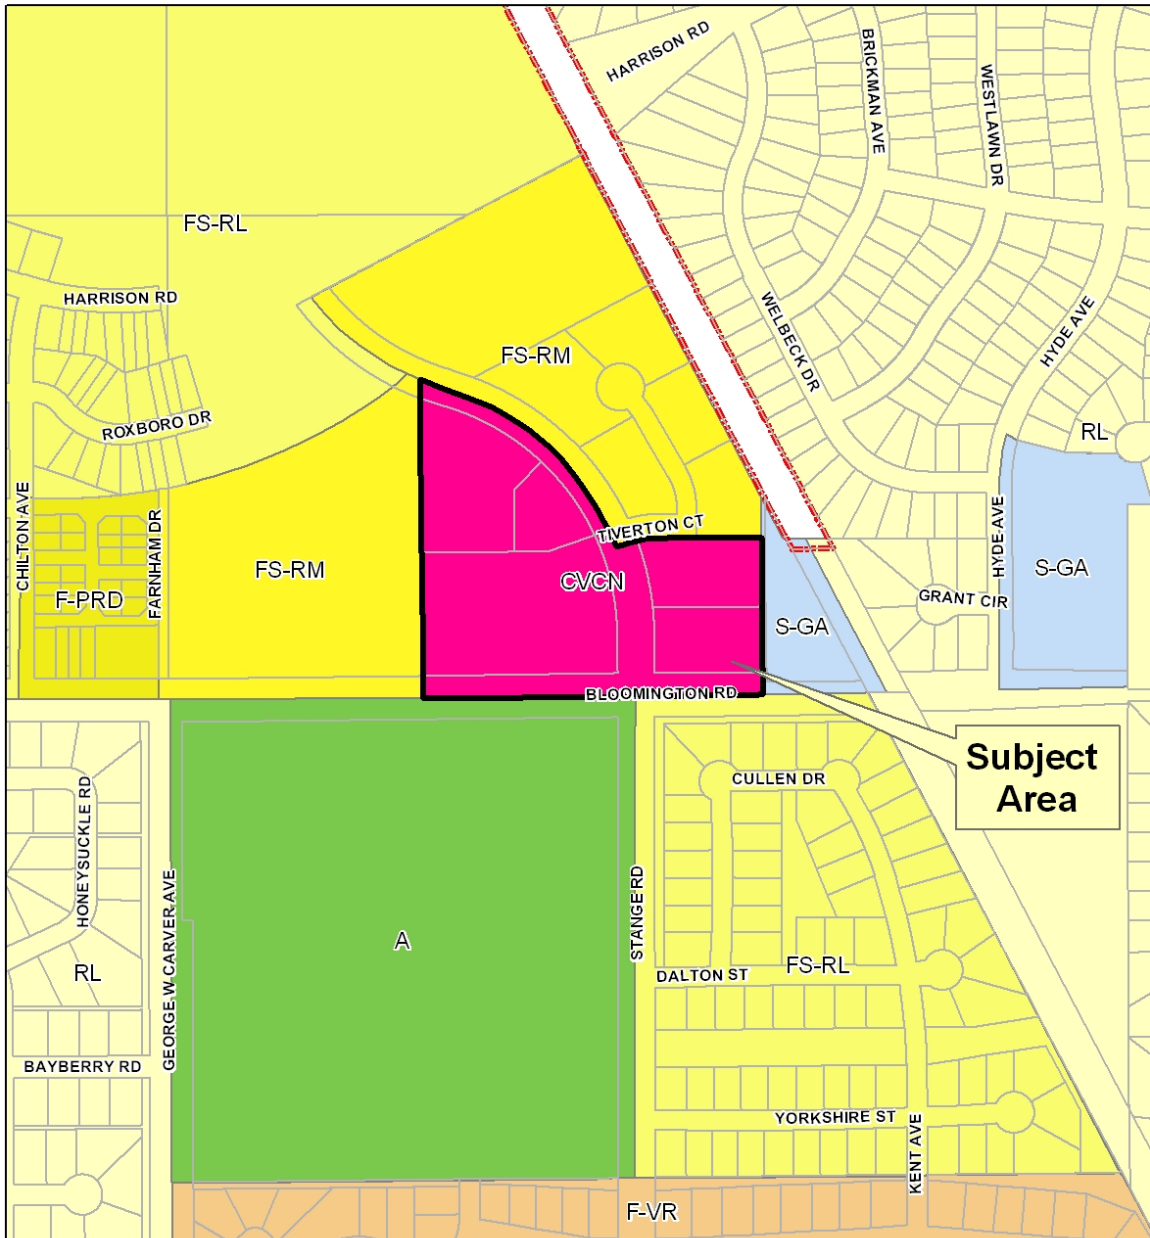 HARRISON RD
BRICKMAN AVE
WESTLAWN DR
FS-RL
HARRISON RD
WELBECK DR
HYDE AVE
FS-RM
ROXBORO DR
RL
CHILTON AVE
FARNHAM DR
TIVERTON CT
HYDE AVE
FS-RM
CVCN
S-GA
F-PRD
GRANT CIR
S-GA
BLOOMINGTON RD
Subject
Area
CULLEN DR
HONEYSUCKLE RD
GEORGE W CARVER AVE
STANGE RD
A
RL
DALTON ST
FS-RL
BAYBERRY RD
YORKSHIRE ST
KENT AVE
F-VR